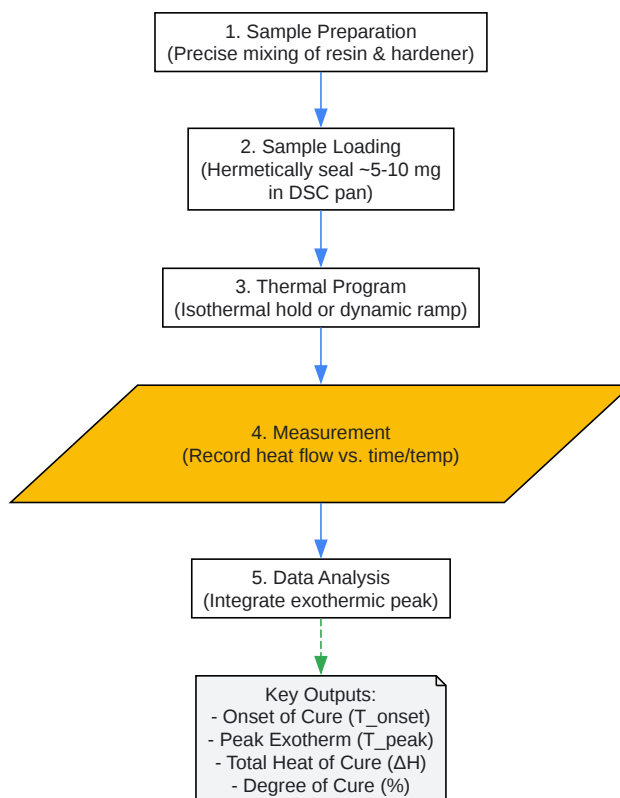 1. Sample Preparation
(Precise mixing of resin & hardener)
2. Sample Loading
(Hermetically seal ~5-10 mg
in DSC pan)
3. Thermal Program
(Isothermal hold or dynamic ramp)
4. Measurement
(Record heat flow vs. time/temp)
5. Data Analysis
(Integrate exothermic peak)
Key Outputs:
- Onset of Cure (T_onset)
- Peak Exotherm (T_peak)
- Total Heat of Cure (ΔH)
- Degree of Cure (%)